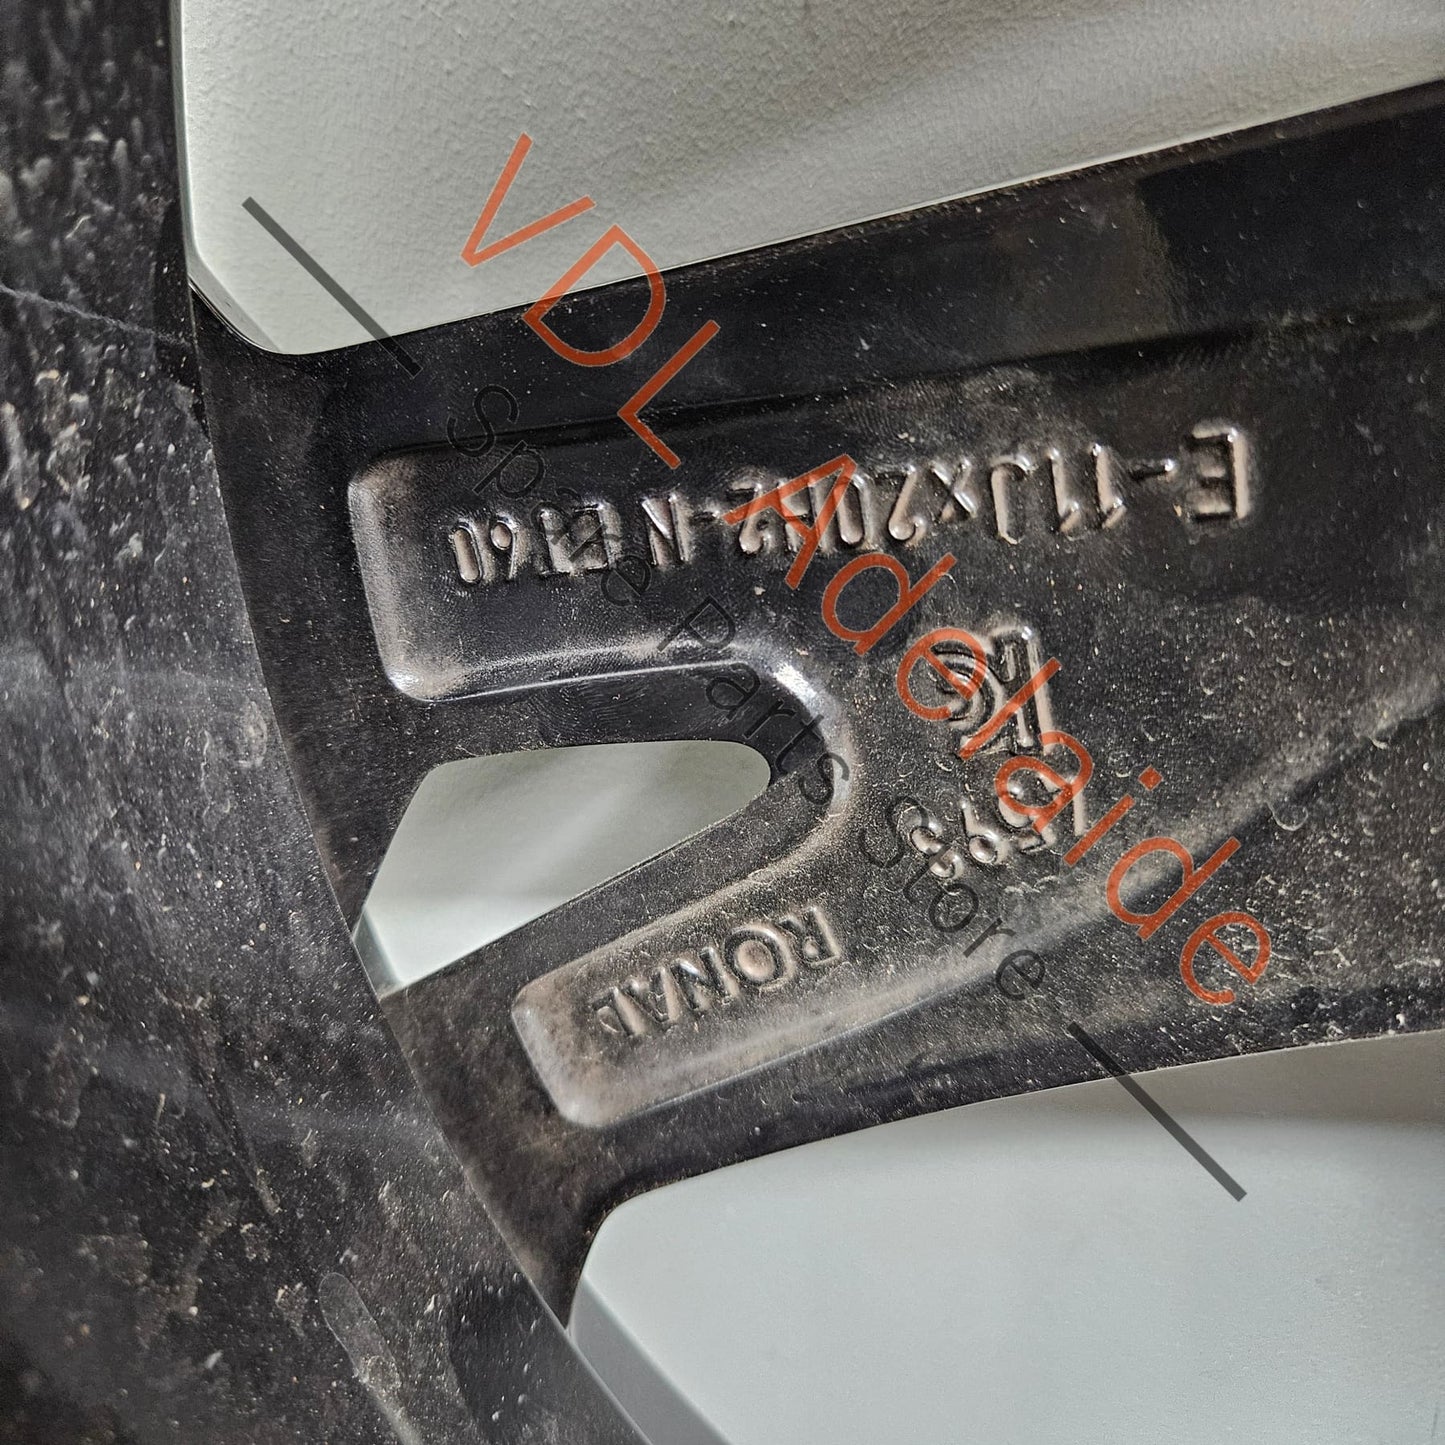 E-11Jx20H2-N ET60
RONAL
VDL Adelaide
Spare Parts Store